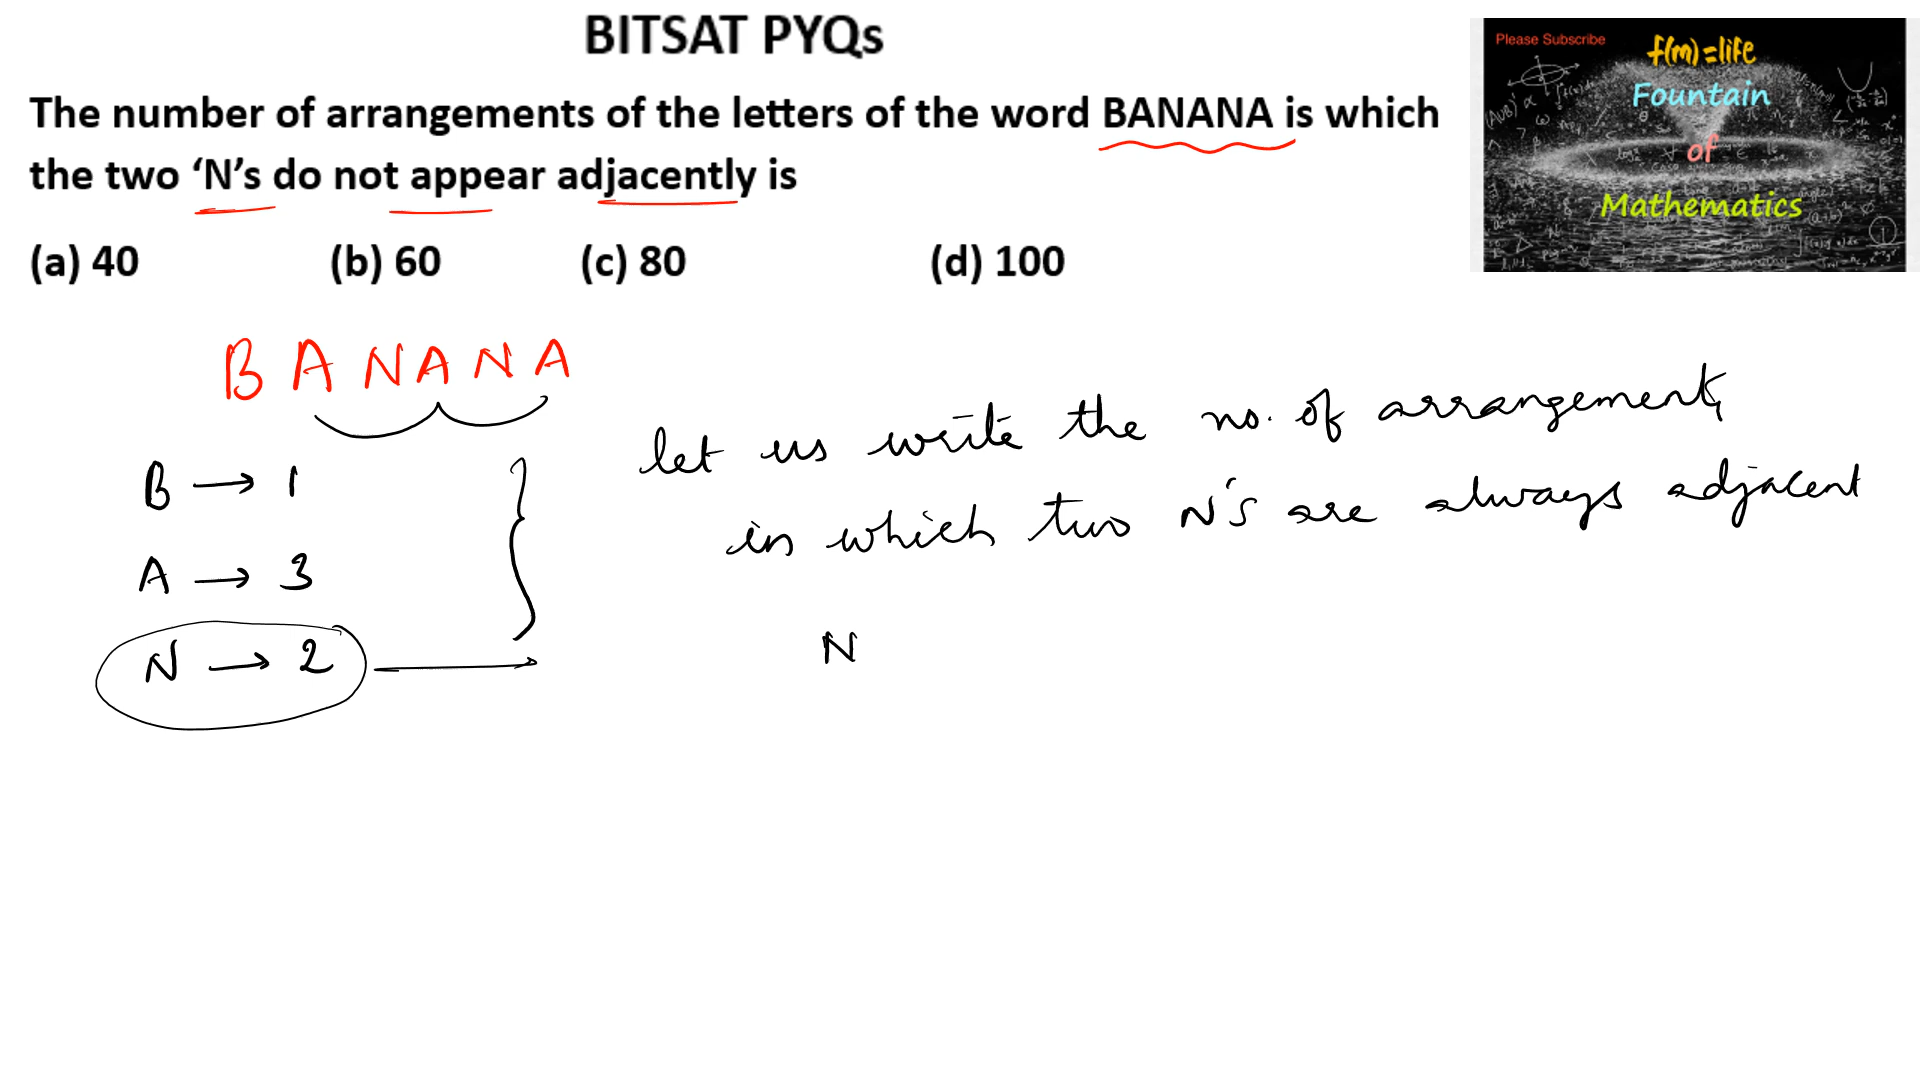 BITSAT PYQs
Please Subscribe
f(m)=life
Fountain
of
Mathematics
The number of arrangements of the letters of the word BANANA is which
the two ‘N’s do not appear adjacently is
(a) 40 (b) 60 (c) 80 (d) 100
B A N A N A
B → 1
A → 3
N → 2
let us write the no. of arrangements
in which two N's are always adjacent
N